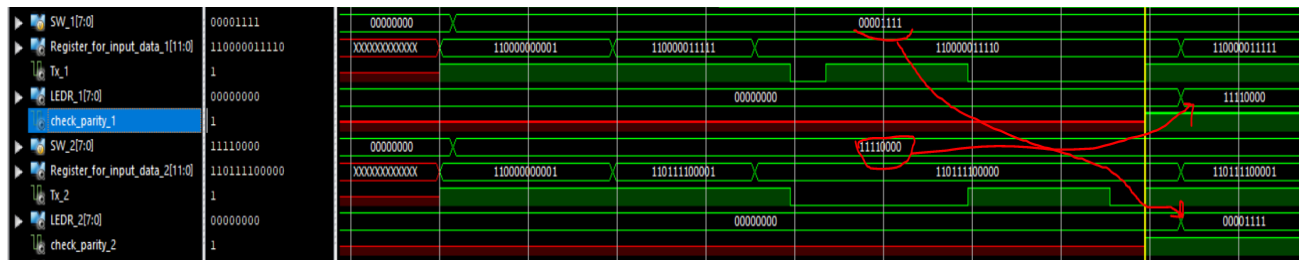 SW_1[7:0] 00001111 00000000 00001111
Register_for_input_data_1[11:0] 110000011110 XXXXXXXXXXXX 110000000001 110000011111 110000011110 110000011111
Tx_1 1
LEDR_1[7:0] 00000000 00000000 11110000
check_parity_1 1
SW_2[7:0] 11110000 00000000 11110000
Register_for_input_data_2[11:0] 110111100000 XXXXXXXXXXXX 110000000001 110111100001 110111100000 110111100001
Tx_2 1
LEDR_2[7:0] 00000000 00000000 00001111
check_parity_2 1